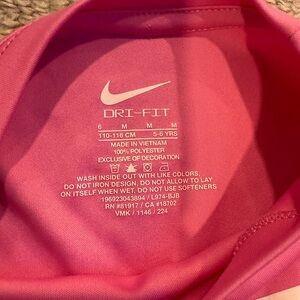 DRI-FIT
6 M M M
110-116 CM 5-6 YRS
MADE IN VIETNAM
100% POLYESTER
EXCLUSIVE OF DECORATION
WASH INSIDE OUT WITH LIKE COLORS,
DO NOT IRON DESIGN, DO NOT ALLOW TO LAY
ON ITSELF WHEN WET, DO NOT USE SOFTENERS
196923043894 / L974-BJB
RN #81917 / CA #18702
VMK / 1146 / 224